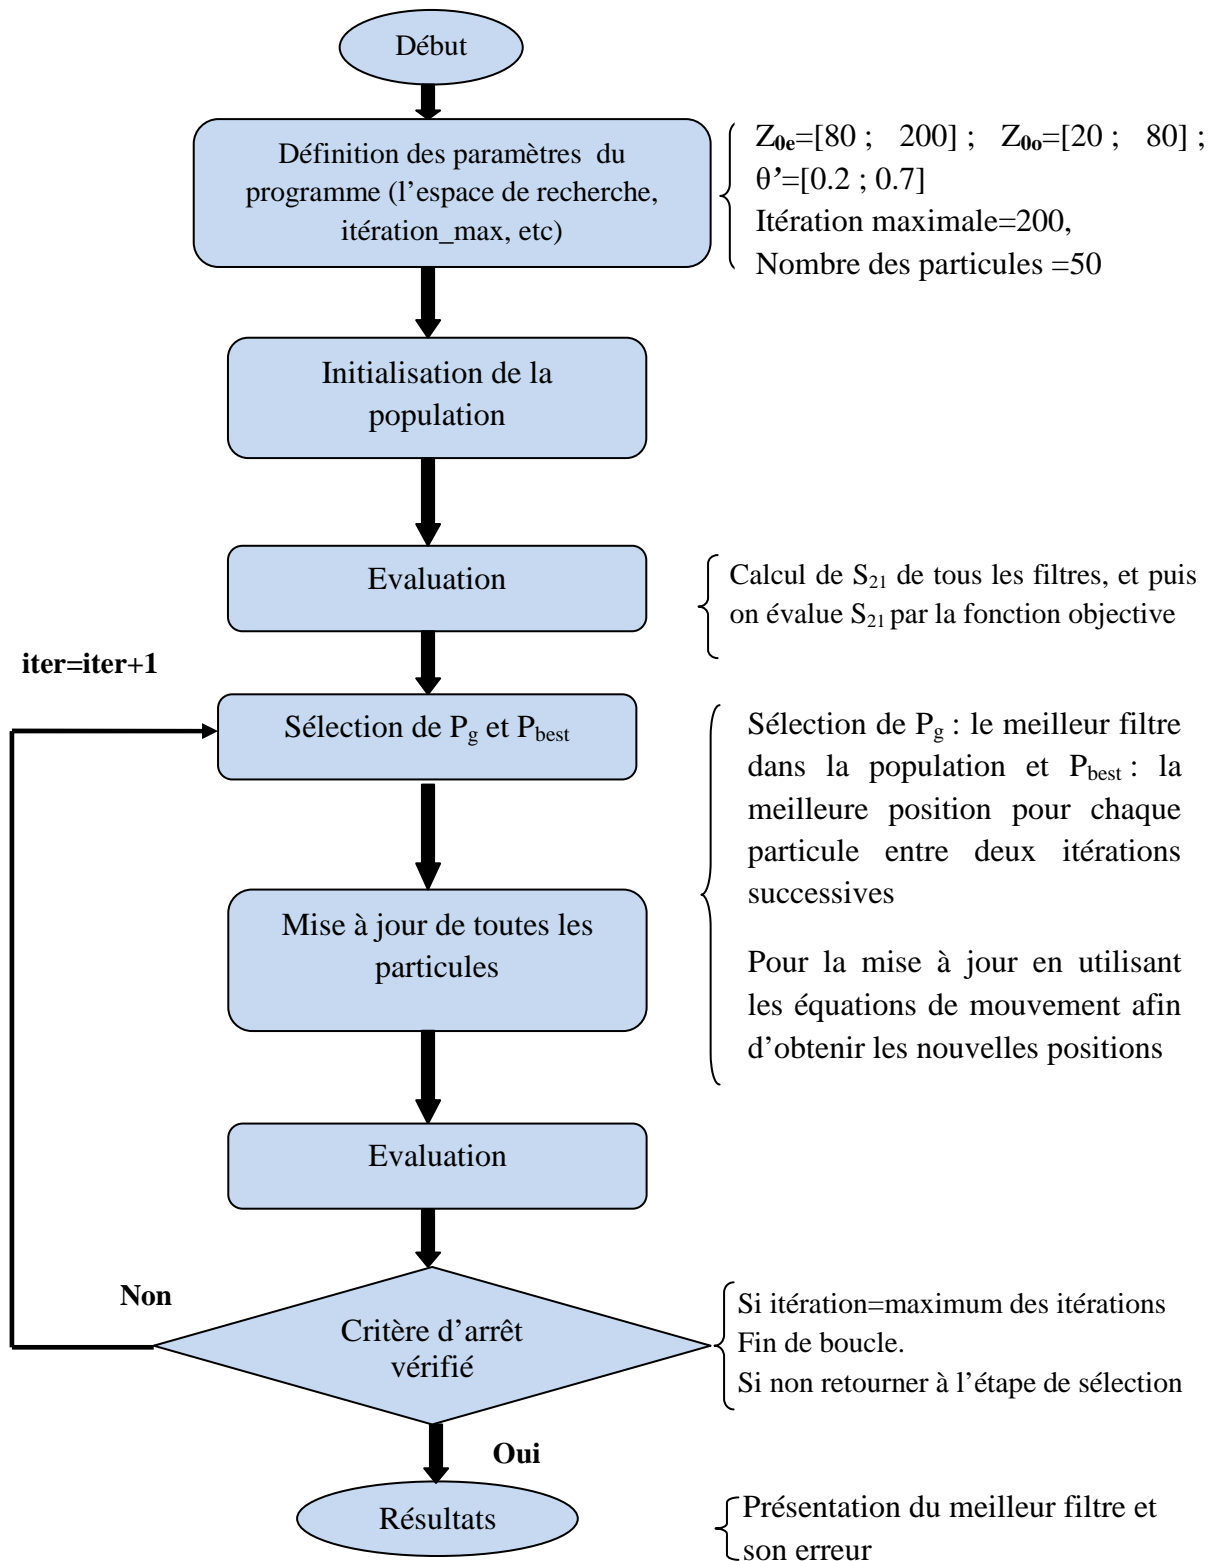 Début
Définition des paramètres du
programme (l’espace de recherche,
itération_max, etc)
Z0e=[80 ; 200] ; Z0o=[20 ; 80] ;
θ’=[0.2 ; 0.7]
Itération maximale=200,
Nombre des particules =50
Initialisation de la
population
Evaluation
Calcul de S21 de tous les filtres, et puis
on évalue S21 par la fonction objective
iter=iter+1
Sélection de Pg et Pbest
Sélection de Pg : le meilleur filtre
dans la population et Pbest : la
meilleure position pour chaque
particule entre deux itérations
successives
Mise à jour de toutes les
particules
Pour la mise à jour en utilisant
les équations de mouvement afin
d’obtenir les nouvelles positions
Evaluation
Non
Critère d’arrêt
vérifié
Si itération=maximum des itérations
Fin de boucle.
Si non retourner à l’étape de sélection
Oui
Résultats
Présentation du meilleur filtre et
son erreur